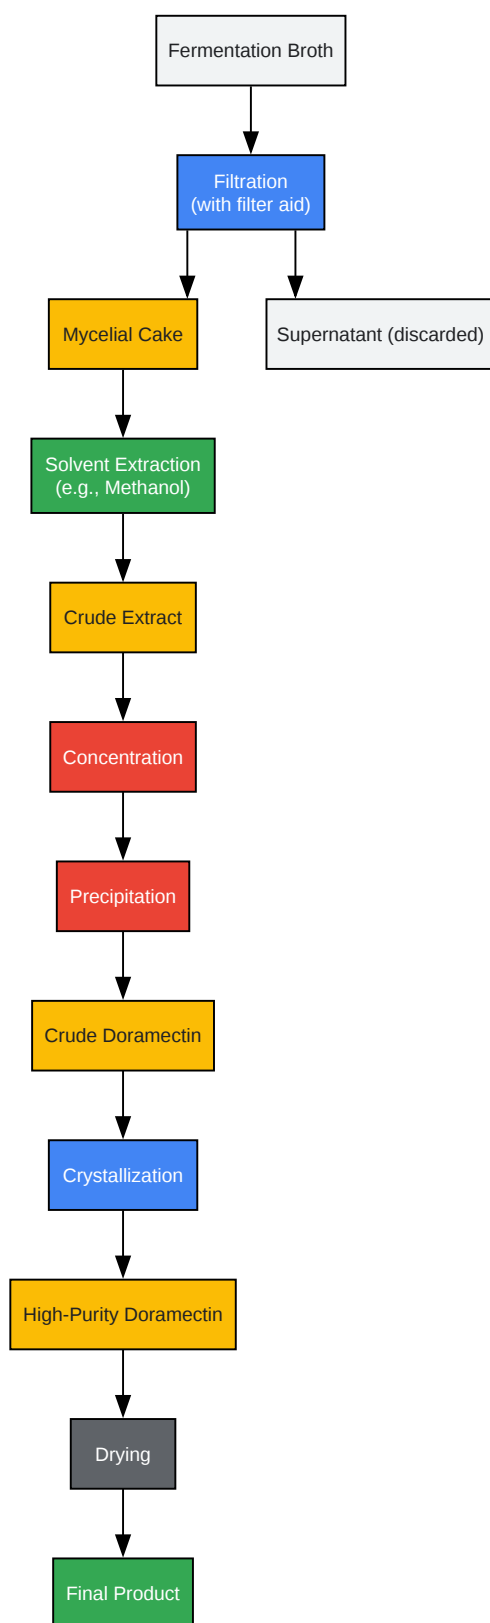 Fermentation Broth
Filtration
(with filter aid)
Mycelial Cake
Supernatant (discarded)
Solvent Extraction
(e.g., Methanol)
Crude Extract
Concentration
Precipitation
Crude Doramectin
Crystallization
High-Purity Doramectin
Drying
Final Product